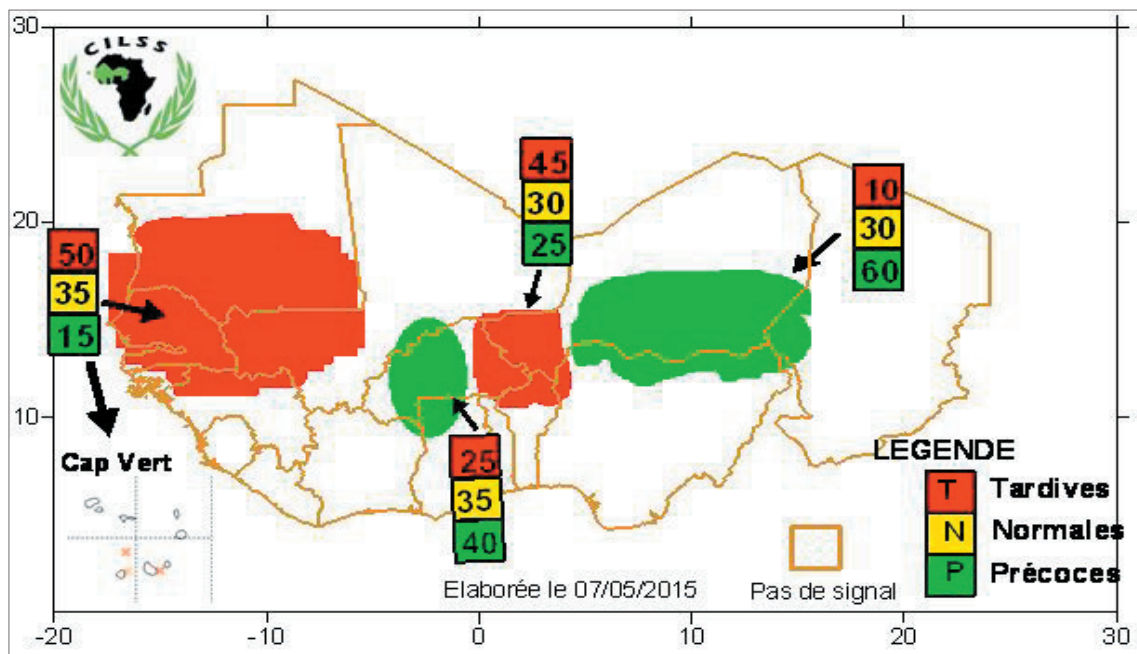 30
CILSS
20
10
-20
-10
0
10
20
30
50
35
15
45
30
25
10
30
60
25
35
40
Cap Vert
LEGENDE
T Tardives
N Normales
P Précoces
Pas de signal
Elaborée le 07/05/2015